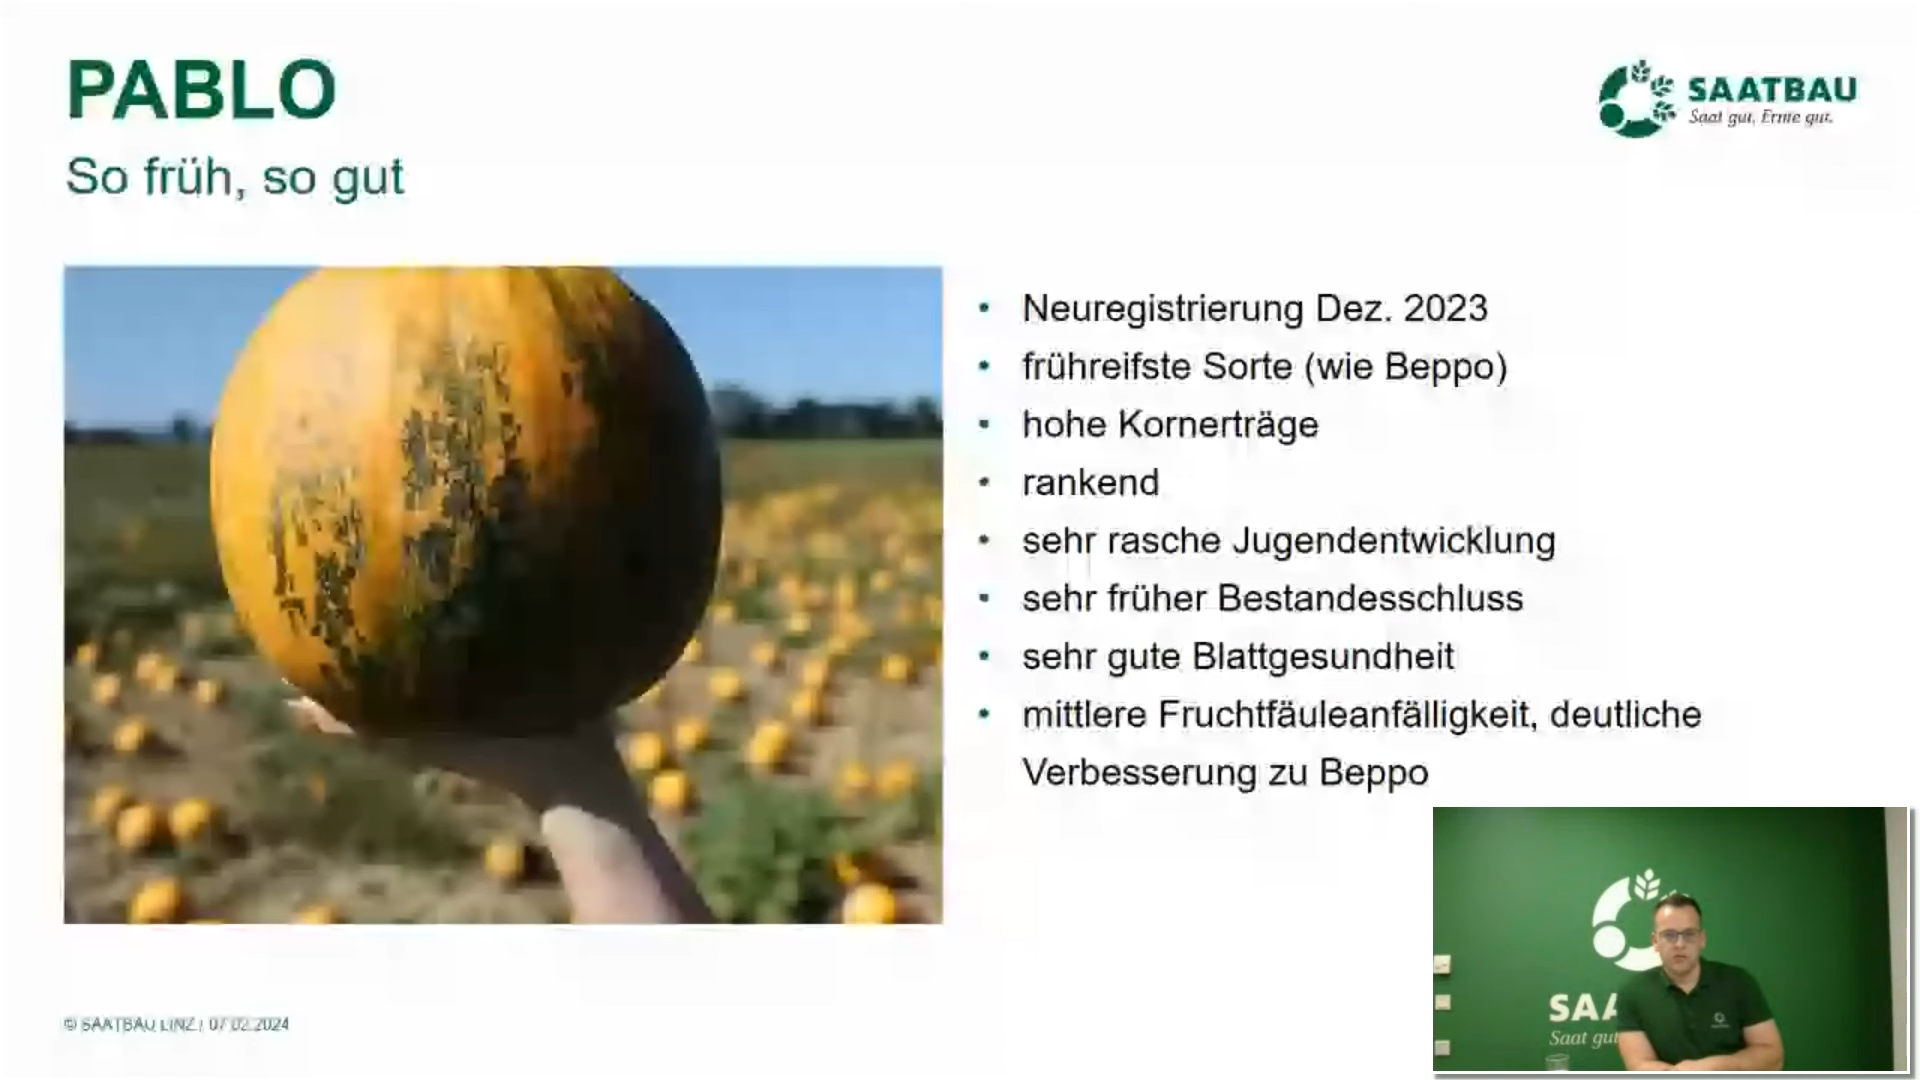 PABLO
So früh, so gut
SAATBAU
Saat gut, Ernte gut.
• Neuregistrierung Dez. 2023
• frühreifste Sorte (wie Beppo)
• hohe Kornerträge
• rankend
• sehr rasche Jugendentwicklung
• sehr früher Bestandesschluss
• sehr gute Blattgesundheit
• mittlere Fruchtfäuleanfälligkeit, deutliche
Verbesserung zu Beppo
SAA
Saat gut
© SAATBAU LINZ | 07.02.2024